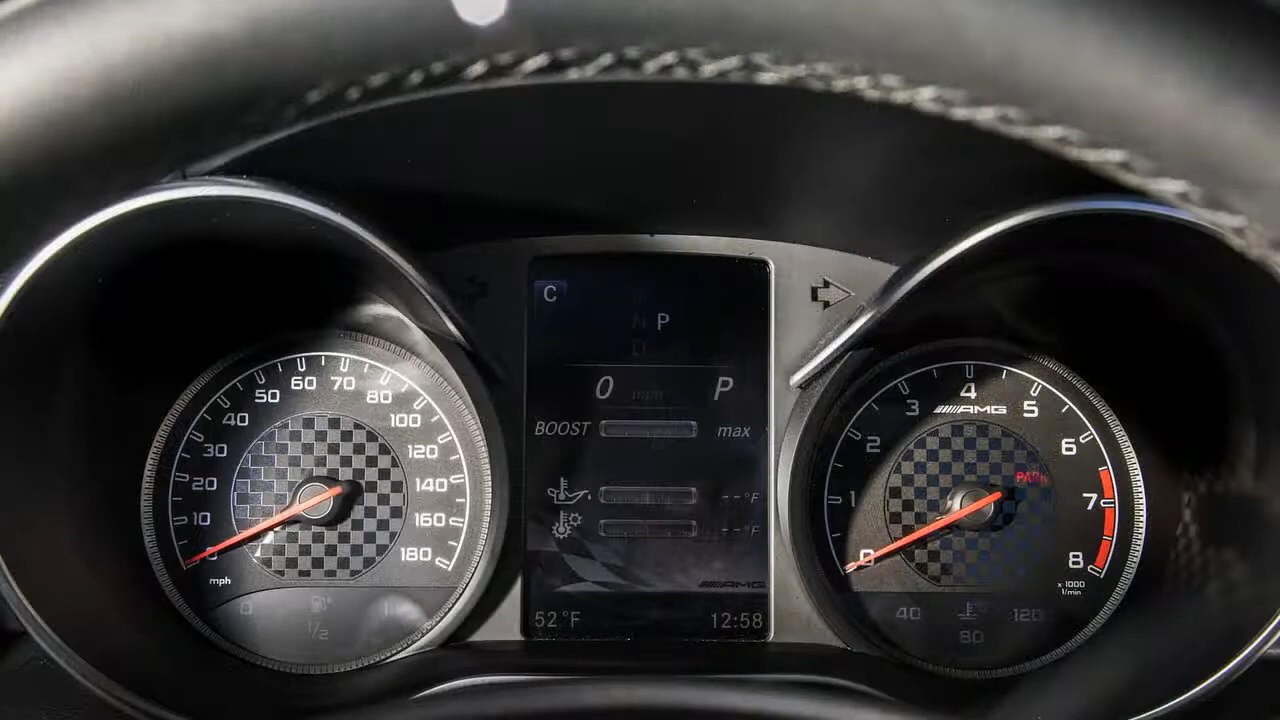 60 70
50 80
40 100
30 120
20 140
10 160
180
mph
0 1/2
C
P
0 P
BOOST max
--°F
--°F
AMG
52°F 12:58
4
3 5
AMG
2 6
PARK
1 7
0 8
x 1000
1/min
40 120
80